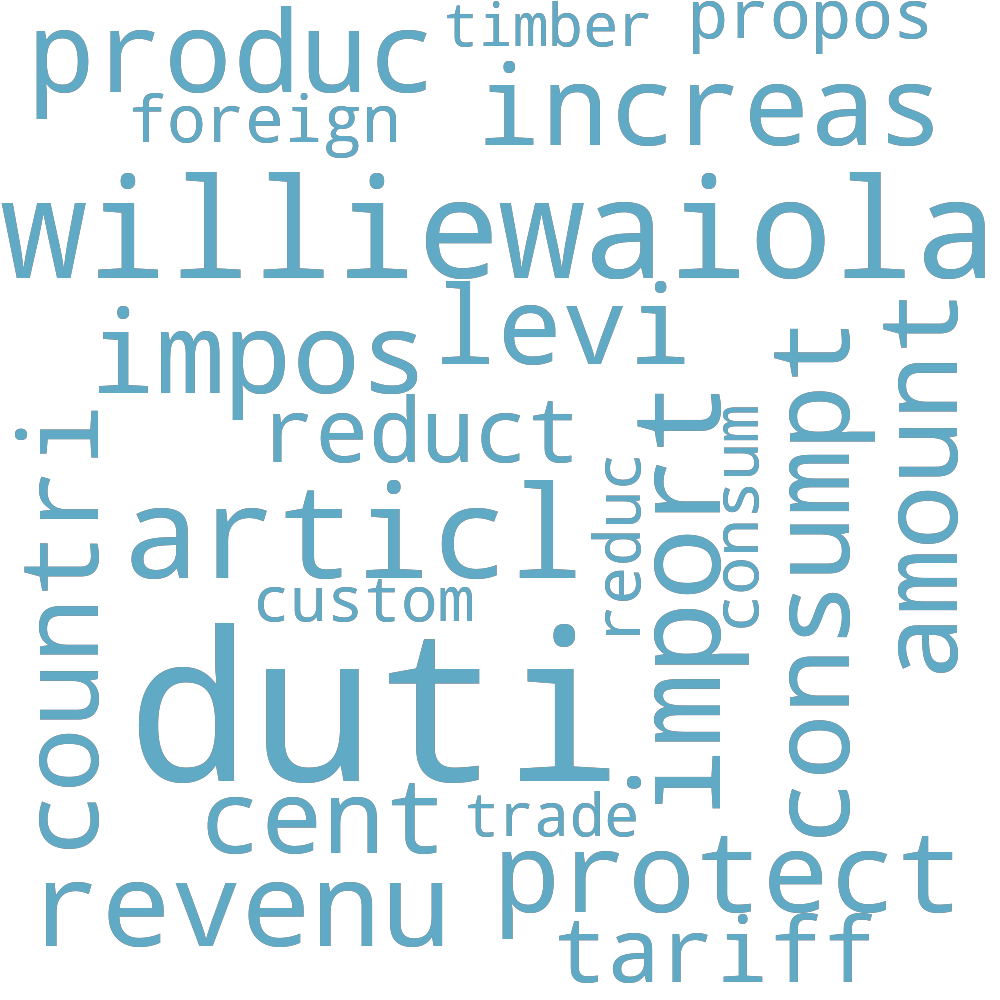 produc
timber
propos
foreign
increas
williewaiola
impos
levi
amount
consumpt
reduct
import
consum
countri
reduc
articl
custom
duti
cent
trade
protect
revenu
tariff